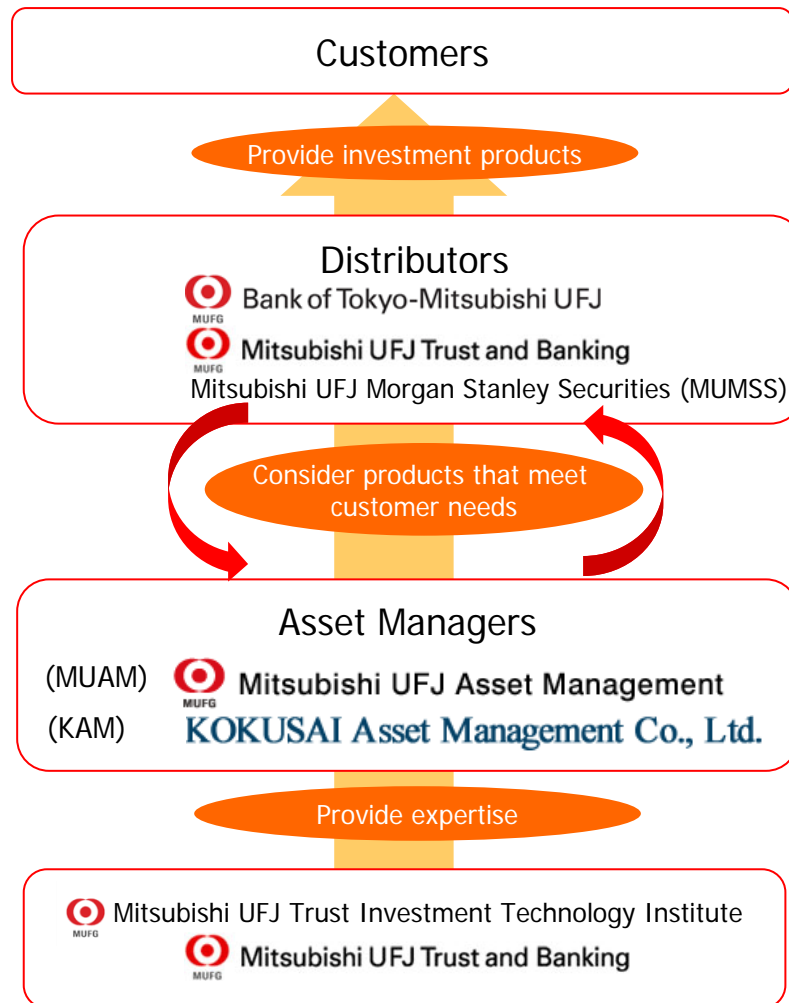 Customers
Provide investment products
Distributors
MUFG Bank of Tokyo-Mitsubishi UFJ
MUFG Mitsubishi UFJ Trust and Banking
Mitsubishi UFJ Morgan Stanley Securities (MUMSS)
Consider products that meet
customer needs
Asset Managers
(MUAM) MUFG Mitsubishi UFJ Asset Management
(KAM) KOKUSAI Asset Management Co., Ltd.
Provide expertise
MUFG Mitsubishi UFJ Trust Investment Technology Institute
MUFG Mitsubishi UFJ Trust and Banking